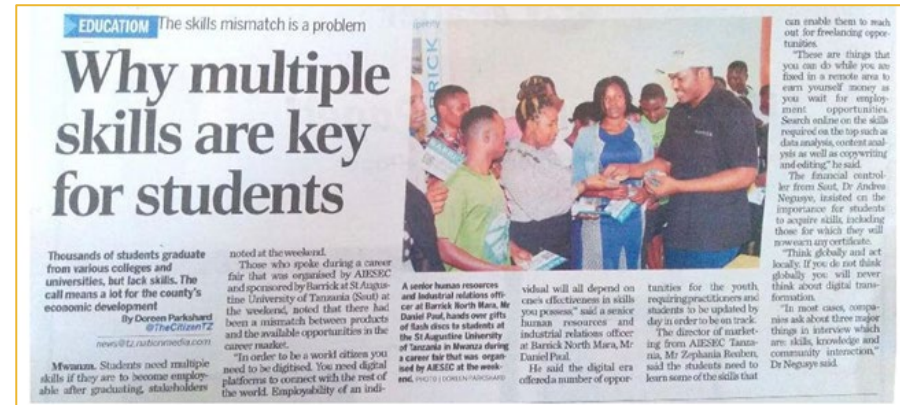 EDUCATION The skills mismatch is a problem
Why multiple
skills are key
for students
Thousands of students graduate
from various colleges and
universities, but lack skills. The
call means a lot for the county's
economic development
By Doreen Parkshard
@TheCitizenTZ
news@tz.nationmedia.com
Mwanza. Students need multiple
skills if they are to become employ-
able after graduating, stakeholders
noted at the weekend.
Those who spoke during a career
fair that was organised by AIESEC
and sponsored by Barrick at St Augus-
tine University of Tanzania (Saut) at
the weekend, noted that there had
been a mismatch between products
and the available opportunities in the
career market.
"In order to be a world citizen you
need to be digitised. You need digital
platforms to connect with the rest of
the world. Employability of an indi-
BARRICK
A senior human resources
and Industrial relations offi-
cer at Barrick North Mara, Mr
Daniel Paul, hands over gifts
of flash discs to students at
the St Augustine University
of Tanzania in Mwanza during
a career fair that was organ-
ised by AIESEC at the week-
end. PHOTO | DOREEN PARKSHARD
vidual will all depend on
one's effectiveness in skills
you possess," said a senior
human resources and
industrial relations officer
at Barrick North Mara, Mr
Daniel Paul.
He said the digital era
offered a number of oppor-
tunities for the youth,
requiring practitioners and
students to be updated by
day in order to be on track.
The director of market-
ing from AIESEC Tanza-
nia, Mr Zephania Reuben,
said the students need to
learn some of the skills that
can enable them to reach
out for freelancing oppor-
tunities.
"These are things that
you can do while you are
fixed in a remote area to
earn yourself money as
you wait for employ-
ment opportunities.
Search online on the skills
required on the top such as
data analysis, content anal-
ysis as well as copywriting
and editing," he said.
The financial control-
ler from Saut, Dr Andrea
Negusye, insisted on the
importance for students
to acquire skills, including
those for which they will
now earn any certificate.
"Think globally and act
locally. If you do not think
globally you will never
think about digital trans-
formation.
"In most cases, compa-
nies ask about three major
things in interview which
are: skills, knowledge and
community interaction,"
Dr Negusye said.